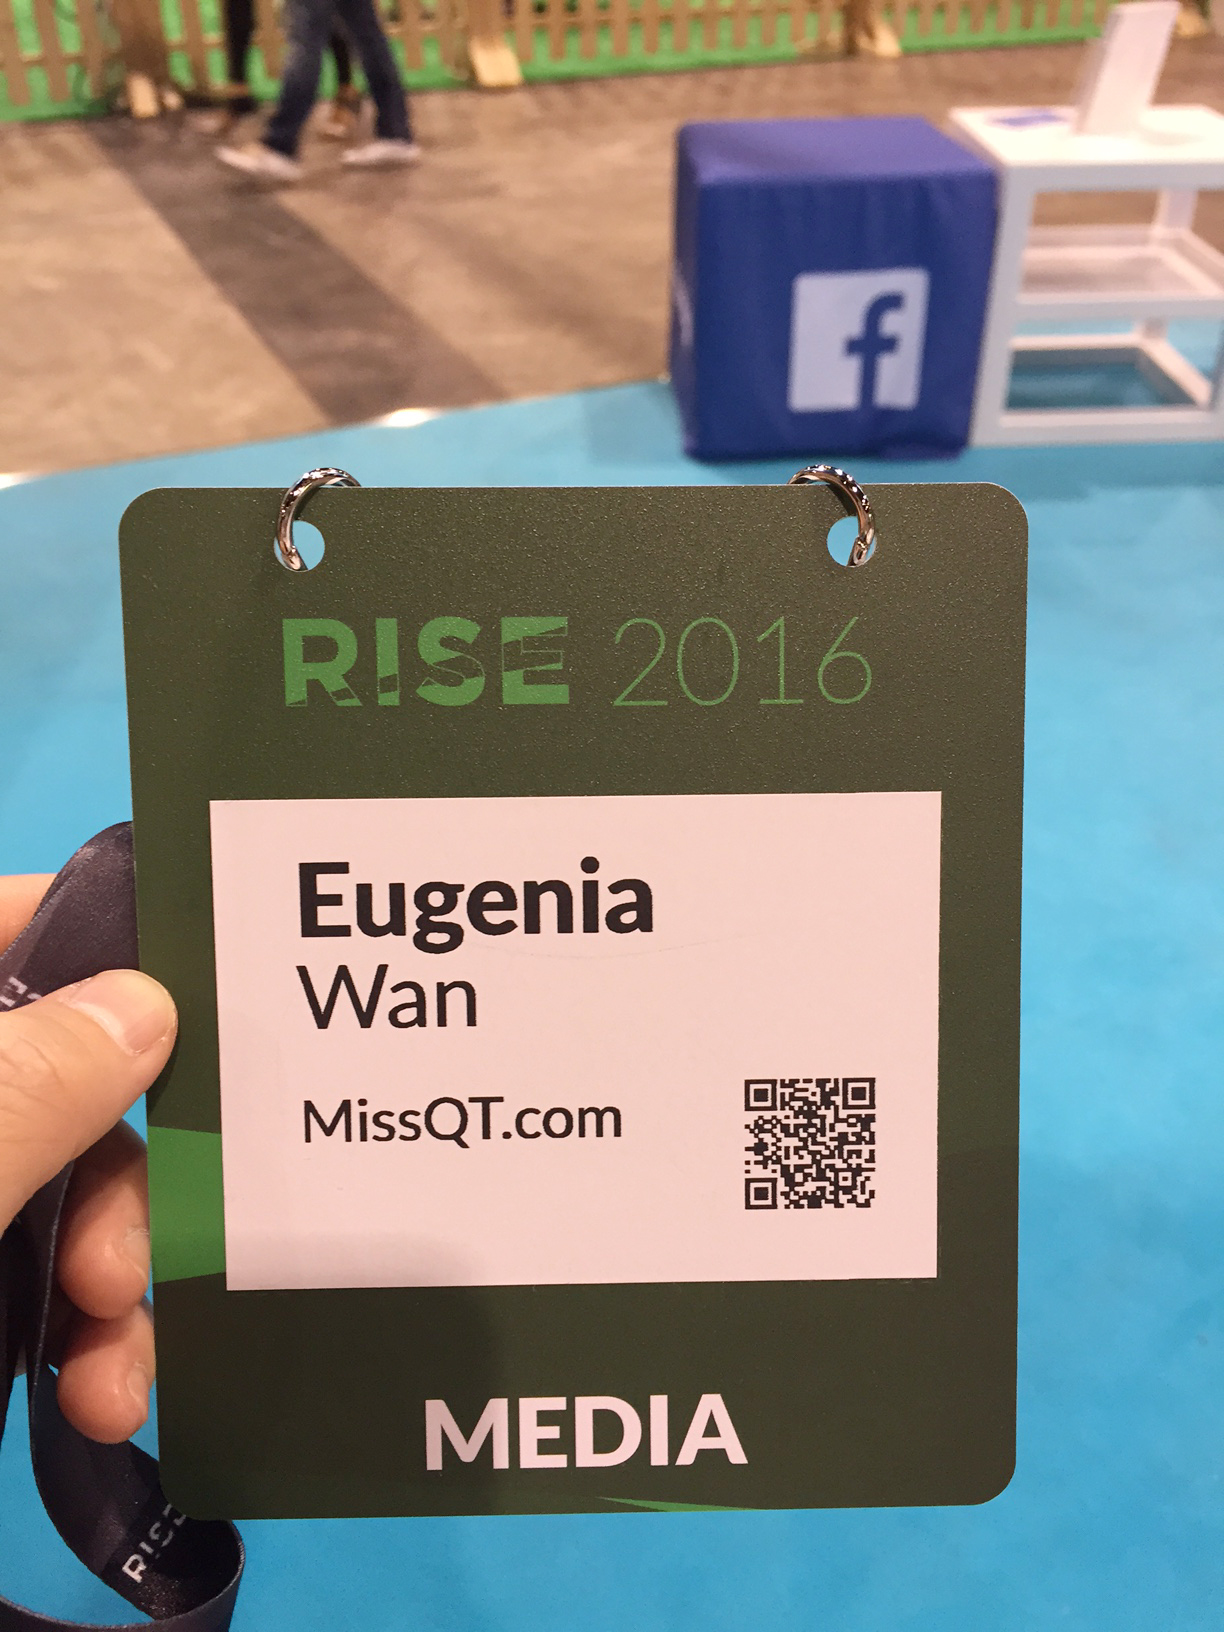 f
RISE 2016
Eugenia
Wan
MissQT.com
MEDIA
RISE